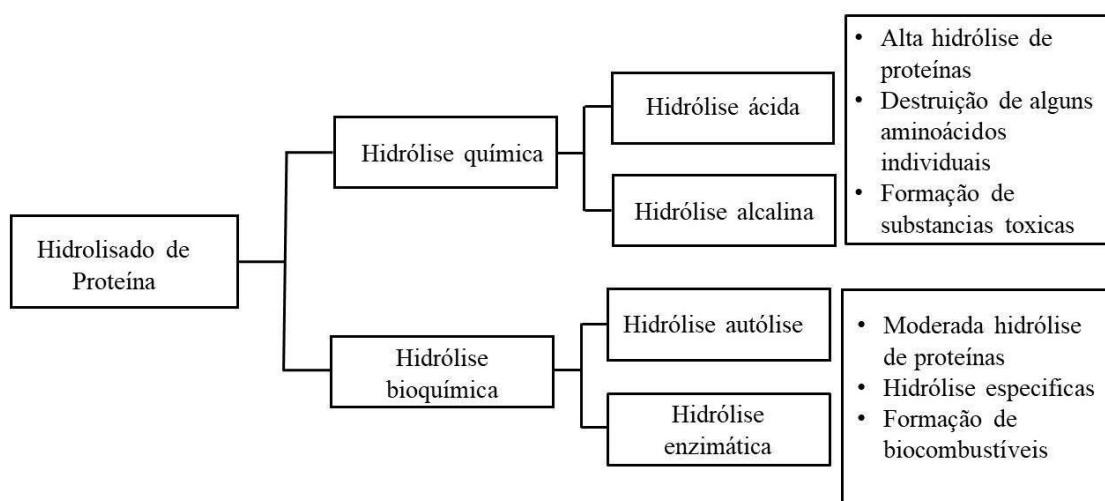 Hidrolisado de
Proteína
Hidrólise química
Hidrólise ácida
Hidrólise alcalina
• Alta hidrólise de
proteínas
• Destruição de alguns
aminoácidos
individuais
• Formação de
substancias toxicas
Hidrólise
bioquímica
Hidrólise autólise
Hidrólise
enzimática
• Moderada hidrólise
de proteínas
• Hidrólise especificas
• Formação de
biocombustíveis